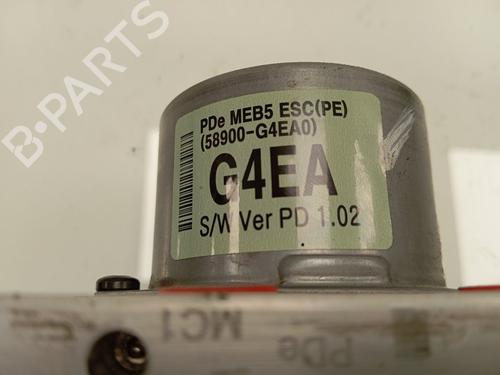 B-PARTS
PDe MEB5 ESC(PE)
(58900-G4EA0)
G4EA
S/W Ver PD 1.02
MC1
PDe